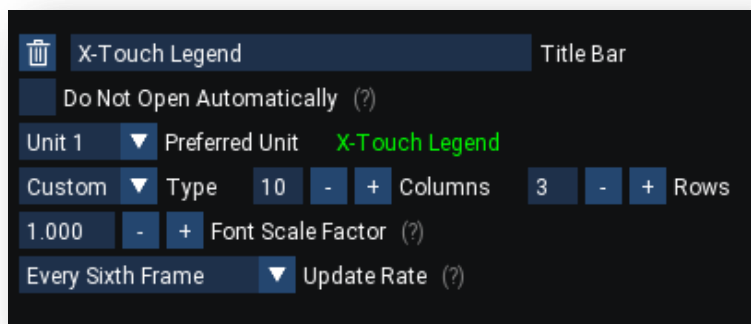 X-Touch Legend Title Bar
Do Not Open Automatically (?)
Unit 1 Preferred Unit X-Touch Legend
Custom Type 10 - + Columns 3 - + Rows
1.000 - + Font Scale Factor (?)
Every Sixth Frame Update Rate (?)